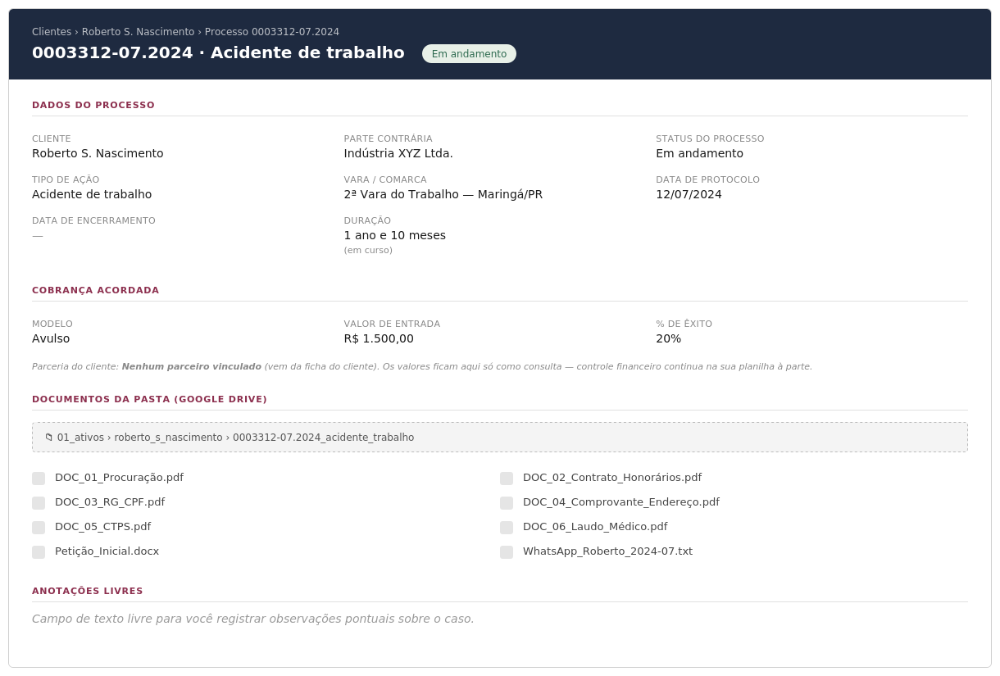 Clientes › Roberto S. Nascimento › Processo 0003312-07.2024
0003312-07.2024 · Acidente de trabalho
Em andamento
DADOS DO PROCESSO
CLIENTE
Roberto S. Nascimento
PARTE CONTRÁRIA
Indústria XYZ Ltda.
STATUS DO PROCESSO
Em andamento
TIPO DE AÇÃO
Acidente de trabalho
VARA / COMARCA
2ª Vara do Trabalho — Maringá/PR
DATA DE PROTOCOLO
12/07/2024
DATA DE ENCERRAMENTO
—
DURAÇÃO
1 ano e 10 meses
(em curso)
COBRANÇA ACORDADA
MODELO
Avulso
VALOR DE ENTRADA
R$ 1.500,00
% DE ÊXITO
20%
Parceria do cliente: Nenhum parceiro vinculado (vem da ficha do cliente). Os valores ficam aqui só como consulta — controle financeiro continua na sua planilha à parte.
DOCUMENTOS DA PASTA (GOOGLE DRIVE)
01_ativos › roberto_s_nascimento › 0003312-07.2024_acidente_trabalho
DOC_01_Procuração.pdf
DOC_02_Contrato_Honorários.pdf
DOC_03_RG_CPF.pdf
DOC_04_Comprovante_Endereço.pdf
DOC_05_CTPS.pdf
DOC_06_Laudo_Médico.pdf
Petição_Inicial.docx
WhatsApp_Roberto_2024-07.txt
ANOTAÇÕES LIVRES
Campo de texto livre para você registrar observações pontuais sobre o caso.